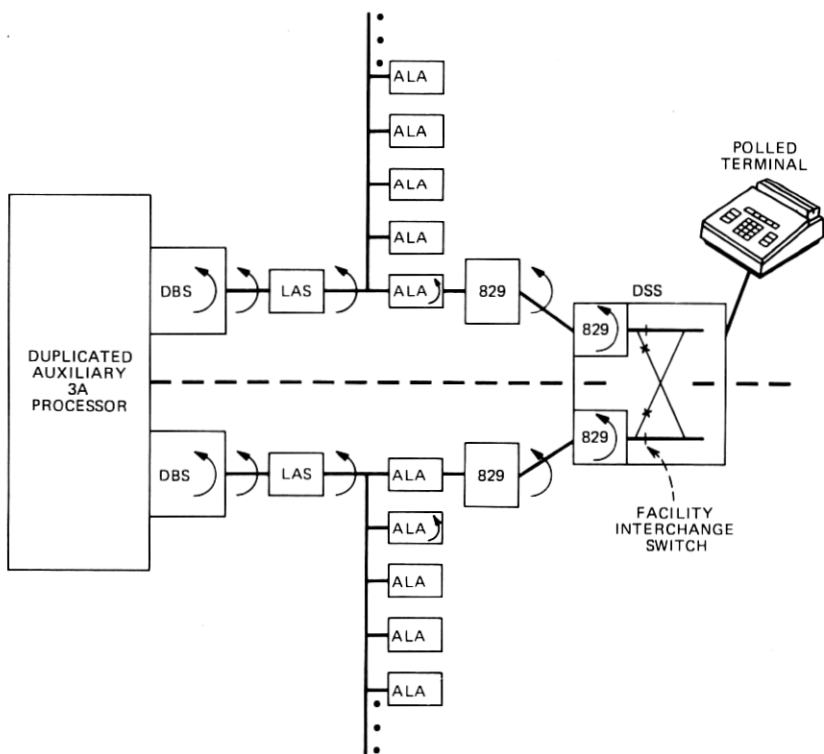 ALA
ALA
ALA
ALA
POLLED
TERMINAL
DBS
LAS
ALA
829
DSS
829
DUPLICATED
AUXILIARY
3A
PROCESSOR
829
DBS
LAS
ALA
829
ALA
FACILITY
INTERCHANGE
SWITCH
ALA
ALA
ALA